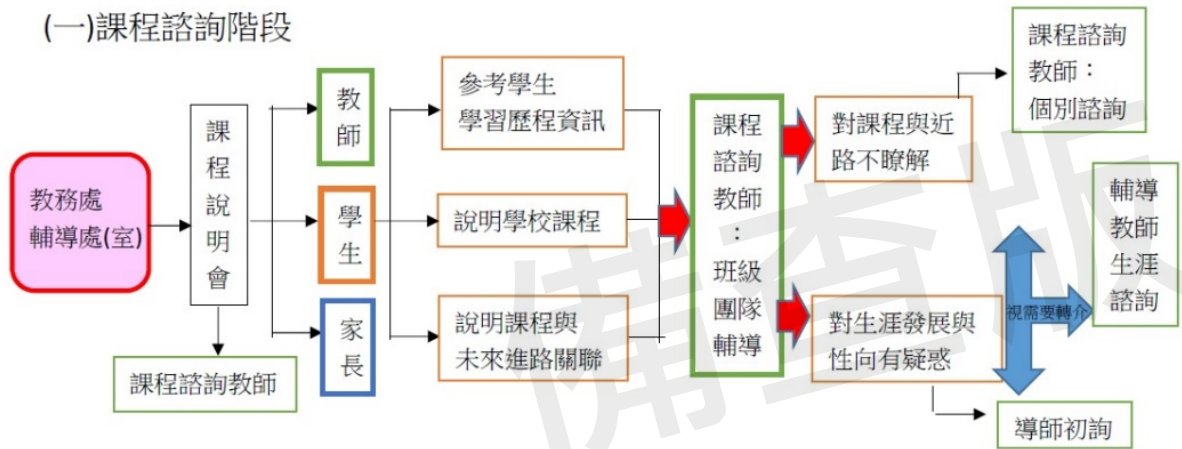 (一)課程諮詢階段
教務處
輔導處(室)
課程說明會
課程諮詢教師
教師
學生
家長
參考學生
學習歷程資訊
說明學校課程
說明課程與
未來進路關聯
課程
諮詢
教師
：
班級
團隊
輔導
對課程與近
路不瞭解
對生涯發展與
性向有疑惑
課程諮詢
教師：
個別諮詢
視需要轉介
輔導
教師
生涯
諮詢
導師初詢
備查版